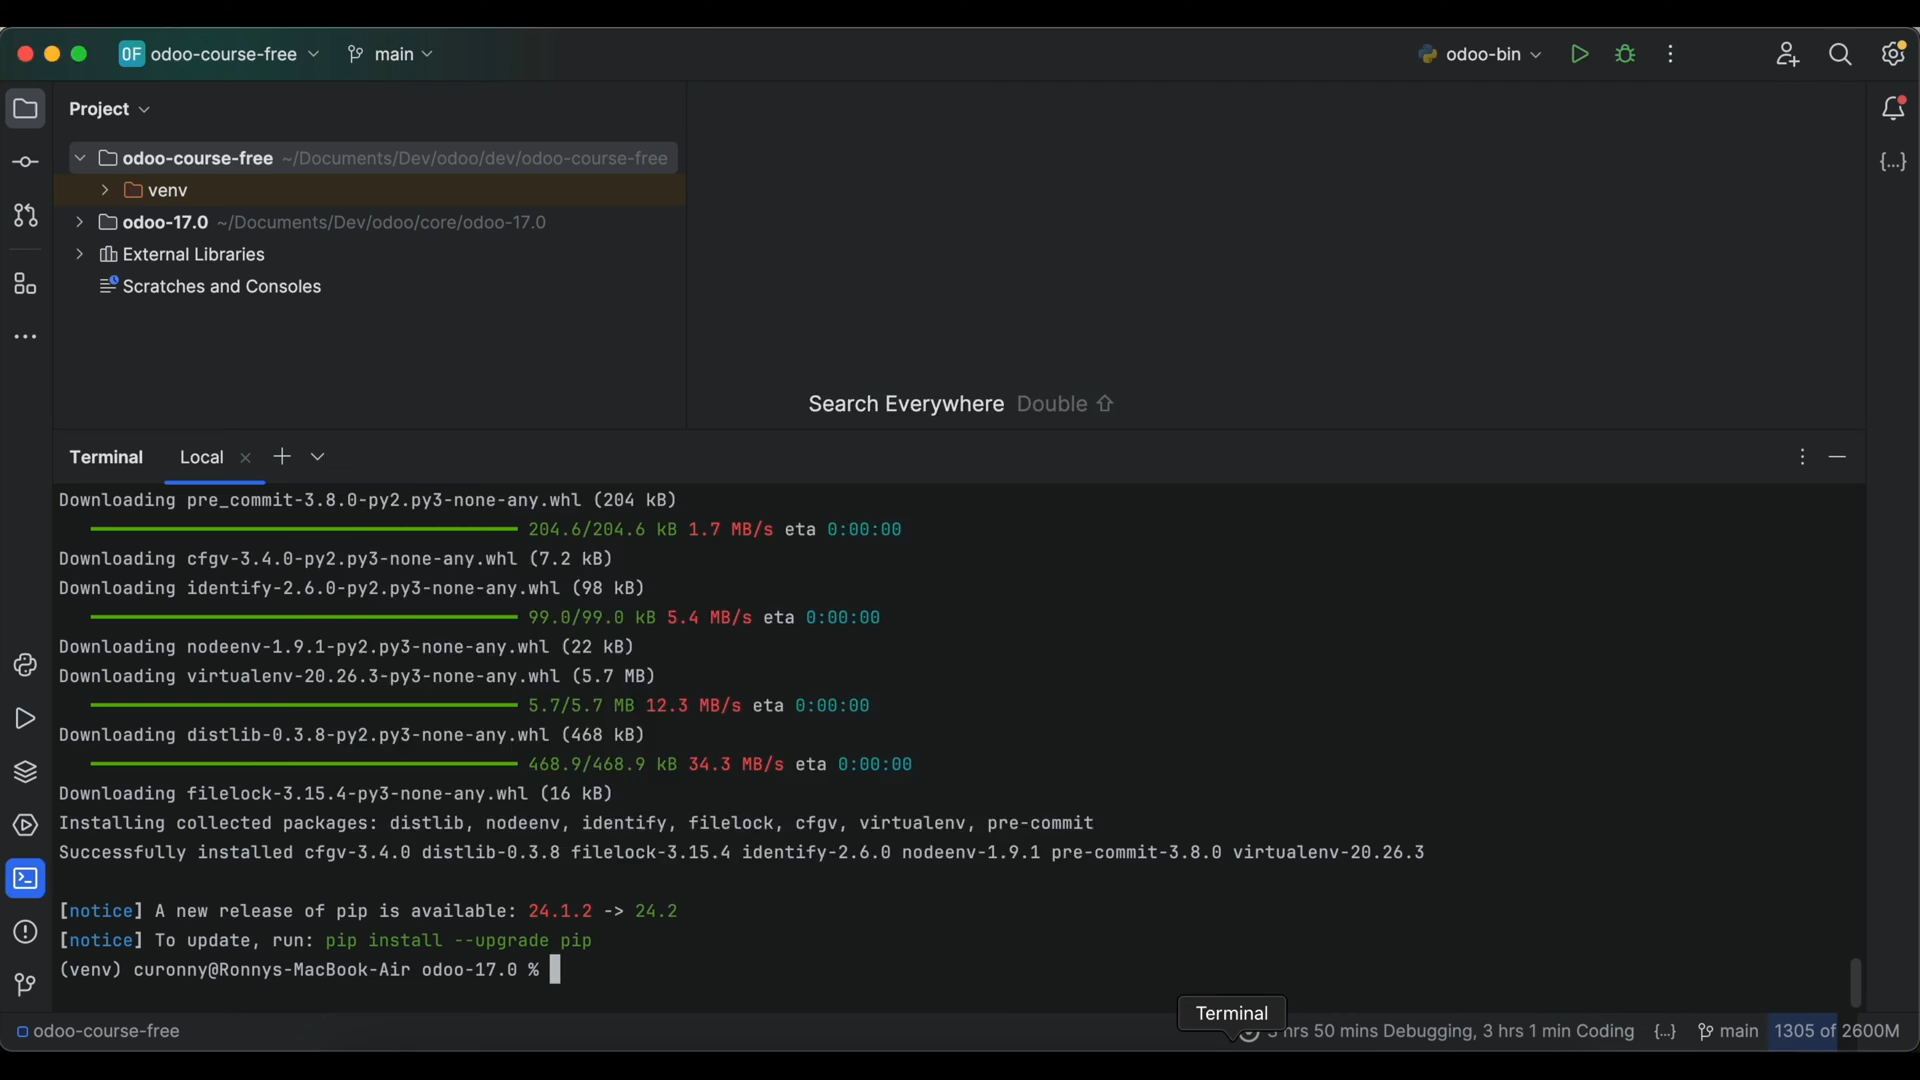 OF odoo-course-free main odoo-bin
Project
odoo-course-free ~/Documents/Dev/odoo/dev/odoo-course-free
venv
odoo-17.0 ~/Documents/Dev/odoo/core/odoo-17.0
External Libraries
Scratches and Consoles
Search Everywhere Double ⇧
Terminal Local
Downloading pre_commit-3.8.0-py2.py3-none-any.whl (204 kB)
204.6/204.6 kB 1.7 MB/s eta 0:00:00
Downloading cfgv-3.4.0-py2.py3-none-any.whl (7.2 kB)
Downloading identify-2.6.0-py2.py3-none-any.whl (98 kB)
99.0/99.0 kB 5.4 MB/s eta 0:00:00
Downloading nodeenv-1.9.1-py2.py3-none-any.whl (22 kB)
Downloading virtualenv-20.26.3-py3-none-any.whl (5.7 MB)
5.7/5.7 MB 12.3 MB/s eta 0:00:00
Downloading distlib-0.3.8-py2.py3-none-any.whl (468 kB)
468.9/468.9 kB 34.3 MB/s eta 0:00:00
Downloading filelock-3.15.4-py3-none-any.whl (16 kB)
Installing collected packages: distlib, nodeenv, identify, filelock, cfgv, virtualenv, pre-commit
Successfully installed cfgv-3.4.0 distlib-0.3.8 filelock-3.15.4 identify-2.6.0 nodeenv-1.9.1 pre-commit-3.8.0 virtualenv-20.26.3
[notice] A new release of pip is available: 24.1.2 -> 24.2
[notice] To update, run: pip install --upgrade pip
(venv) curonny@Ronnys-MacBook-Air odoo-17.0 %
Terminal
odoo-course-free hrs 50 mins Debugging, 3 hrs 1 min Coding {...} main 1305 of 2600M